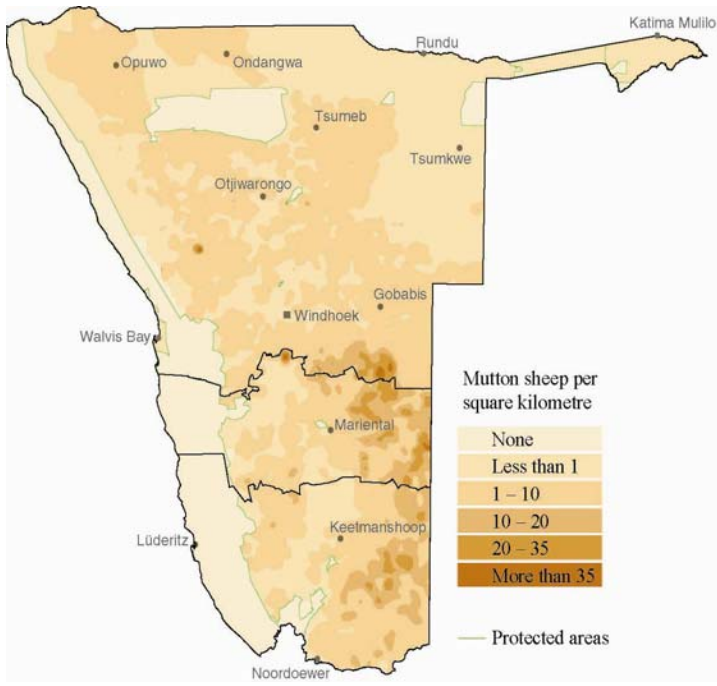 Katima Mulilo
Rundu
Opuwo
Ondangwa
Tsumeb
Tsumkwe
Otjiwarongo
Gobabis
Windhoek
Walvis Bay
Mariental
Keetmanshoop
Lüderitz
Noordoewer
Mutton sheep per
square kilometre
None
Less than 1
1 – 10
10 – 20
20 – 35
More than 35
Protected areas